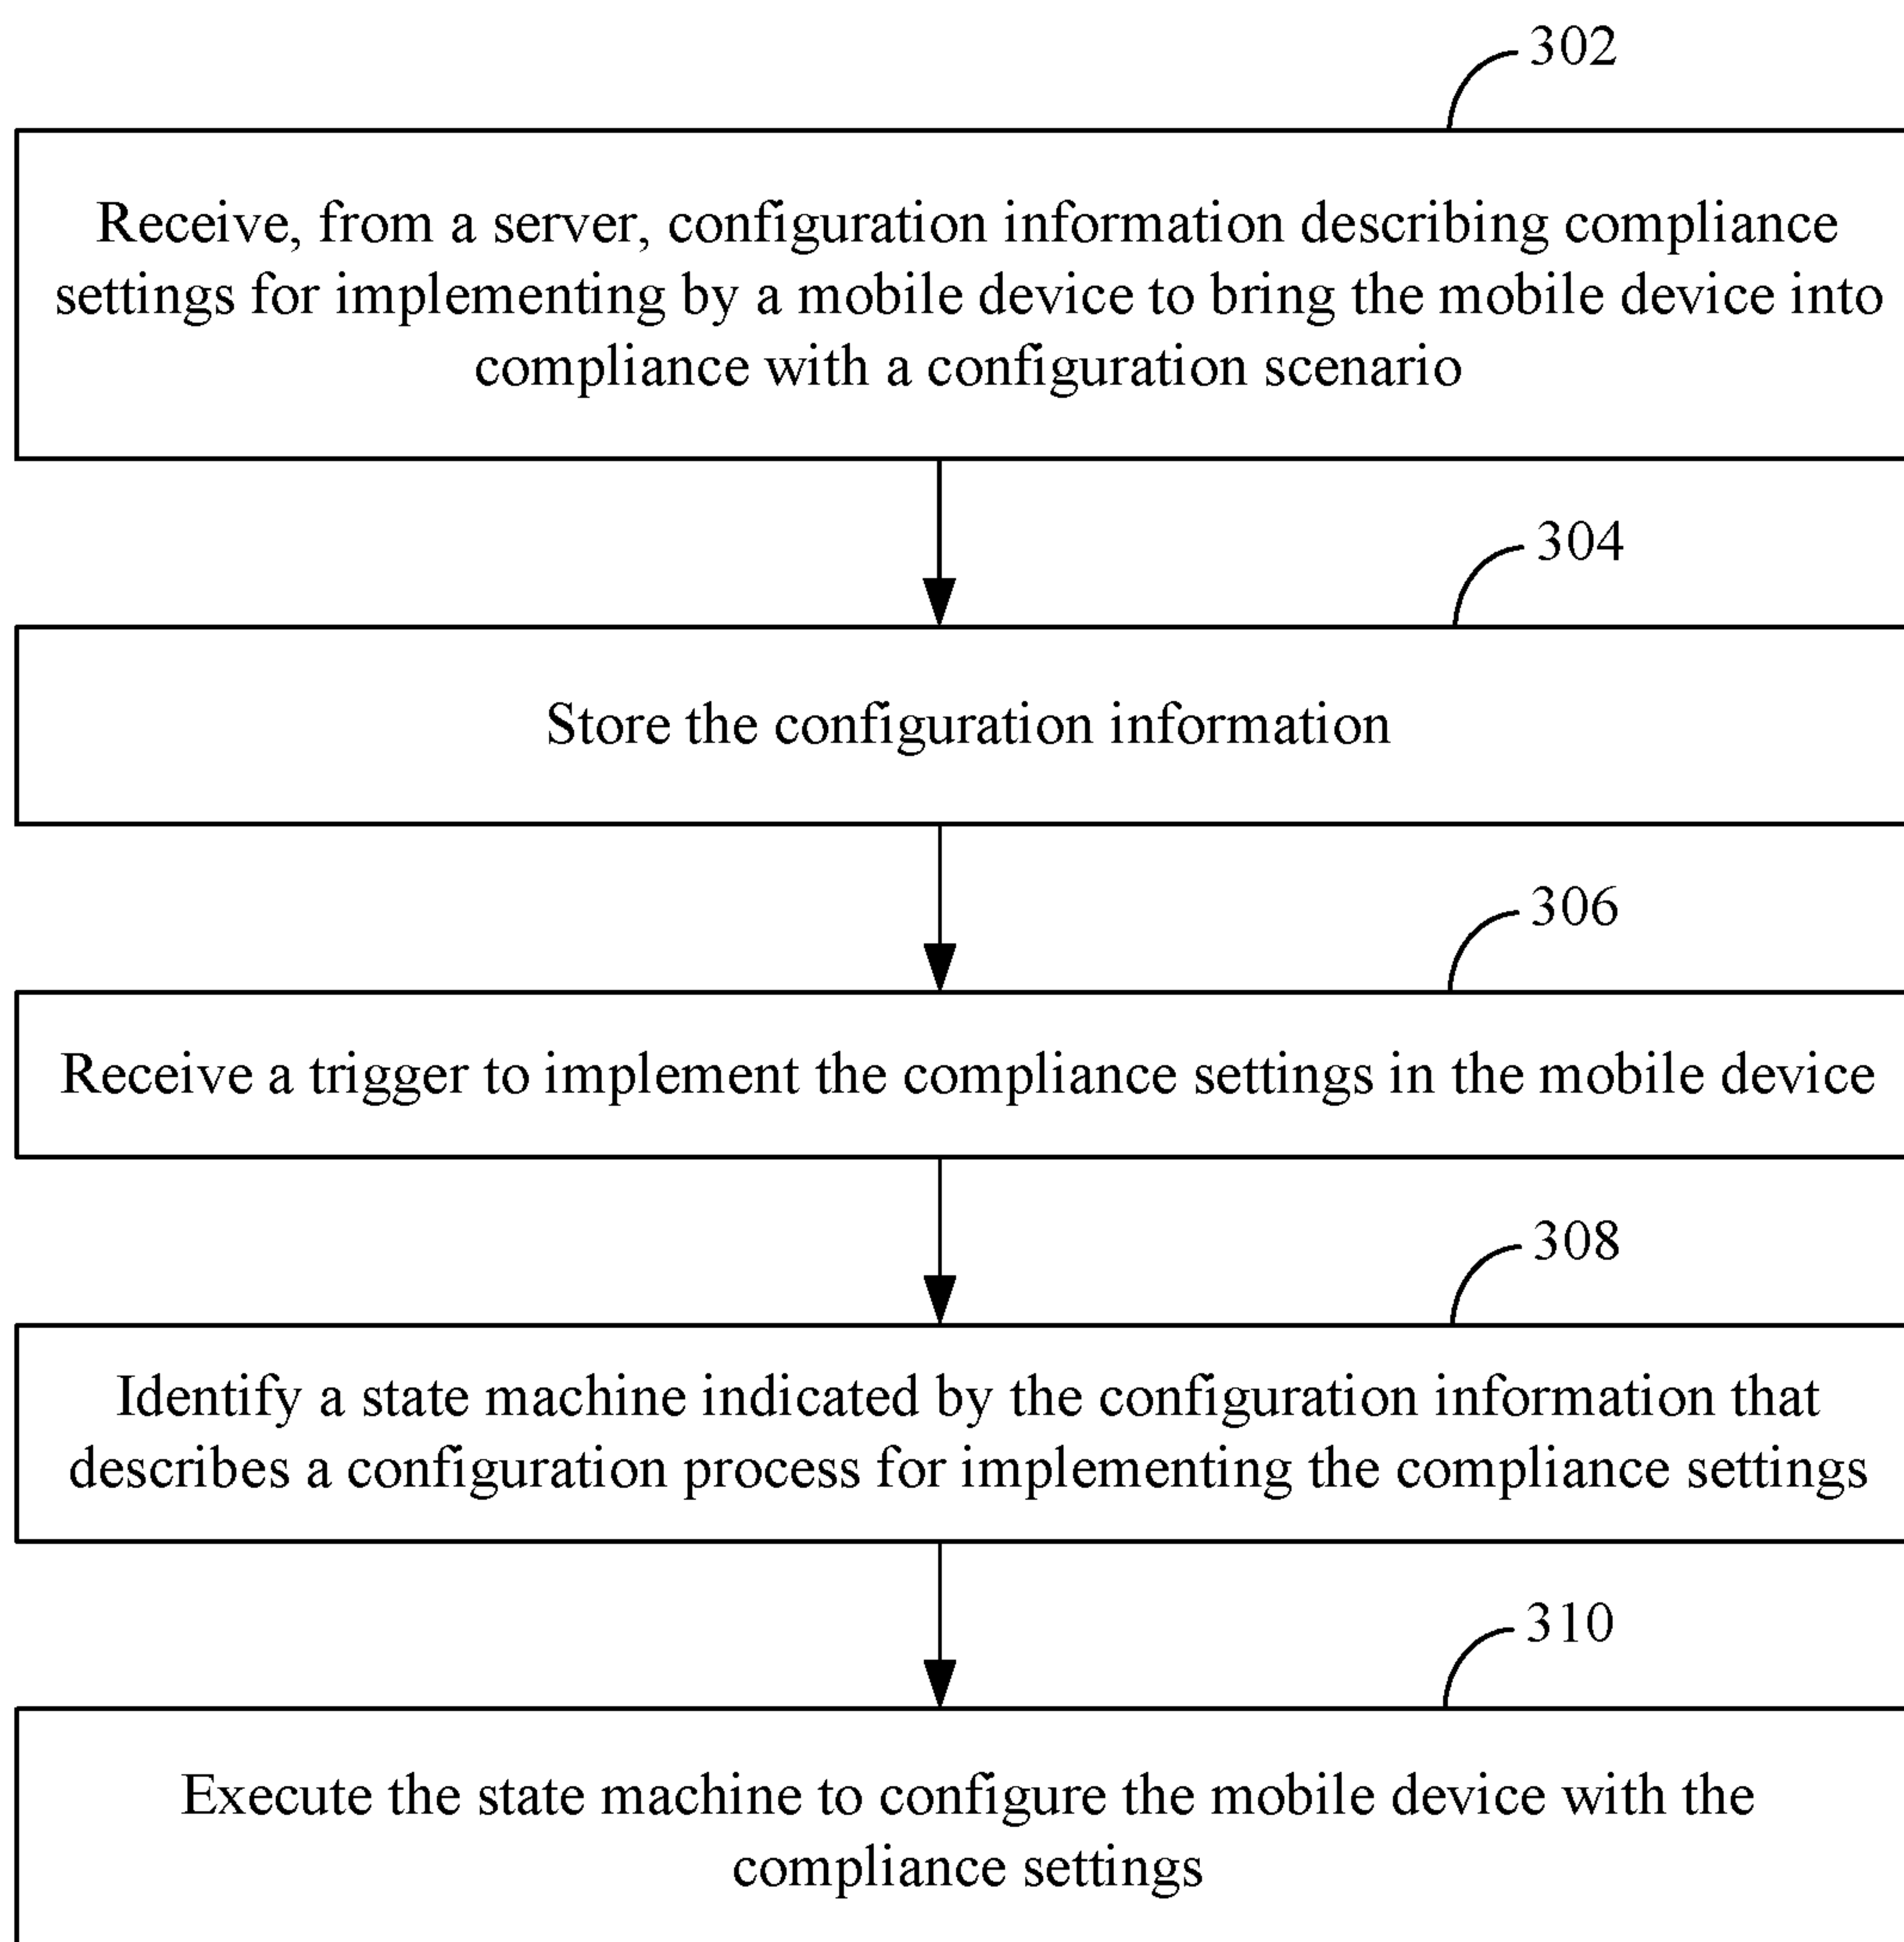 302
Receive, from a server, configuration information describing compliance
settings for implementing by a mobile device to bring the mobile device into
compliance with a configuration scenario
304
Store the configuration information
306
Receive a trigger to implement the compliance settings in the mobile device
308
Identify a state machine indicated by the configuration information that
describes a configuration process for implementing the compliance settings
310
Execute the state machine to configure the mobile device with the
compliance settings